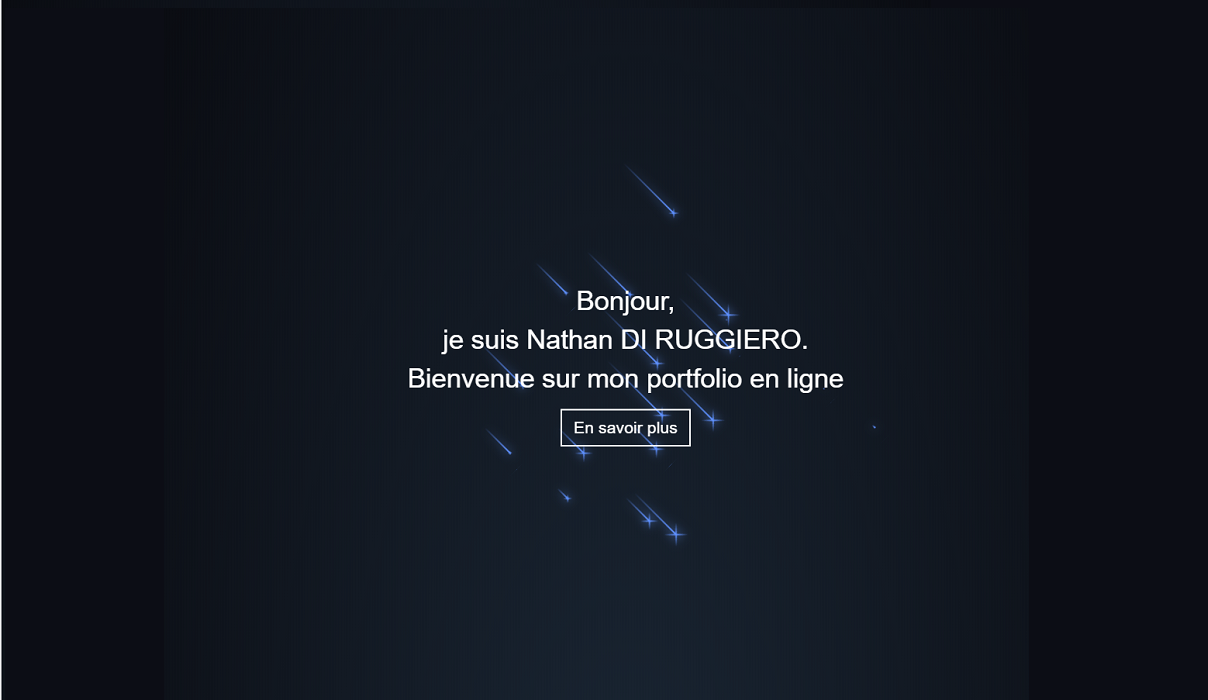 Bonjour,
je suis Nathan DI RUGGIERO.
Bienvenue sur mon portfolio en ligne
En savoir plus